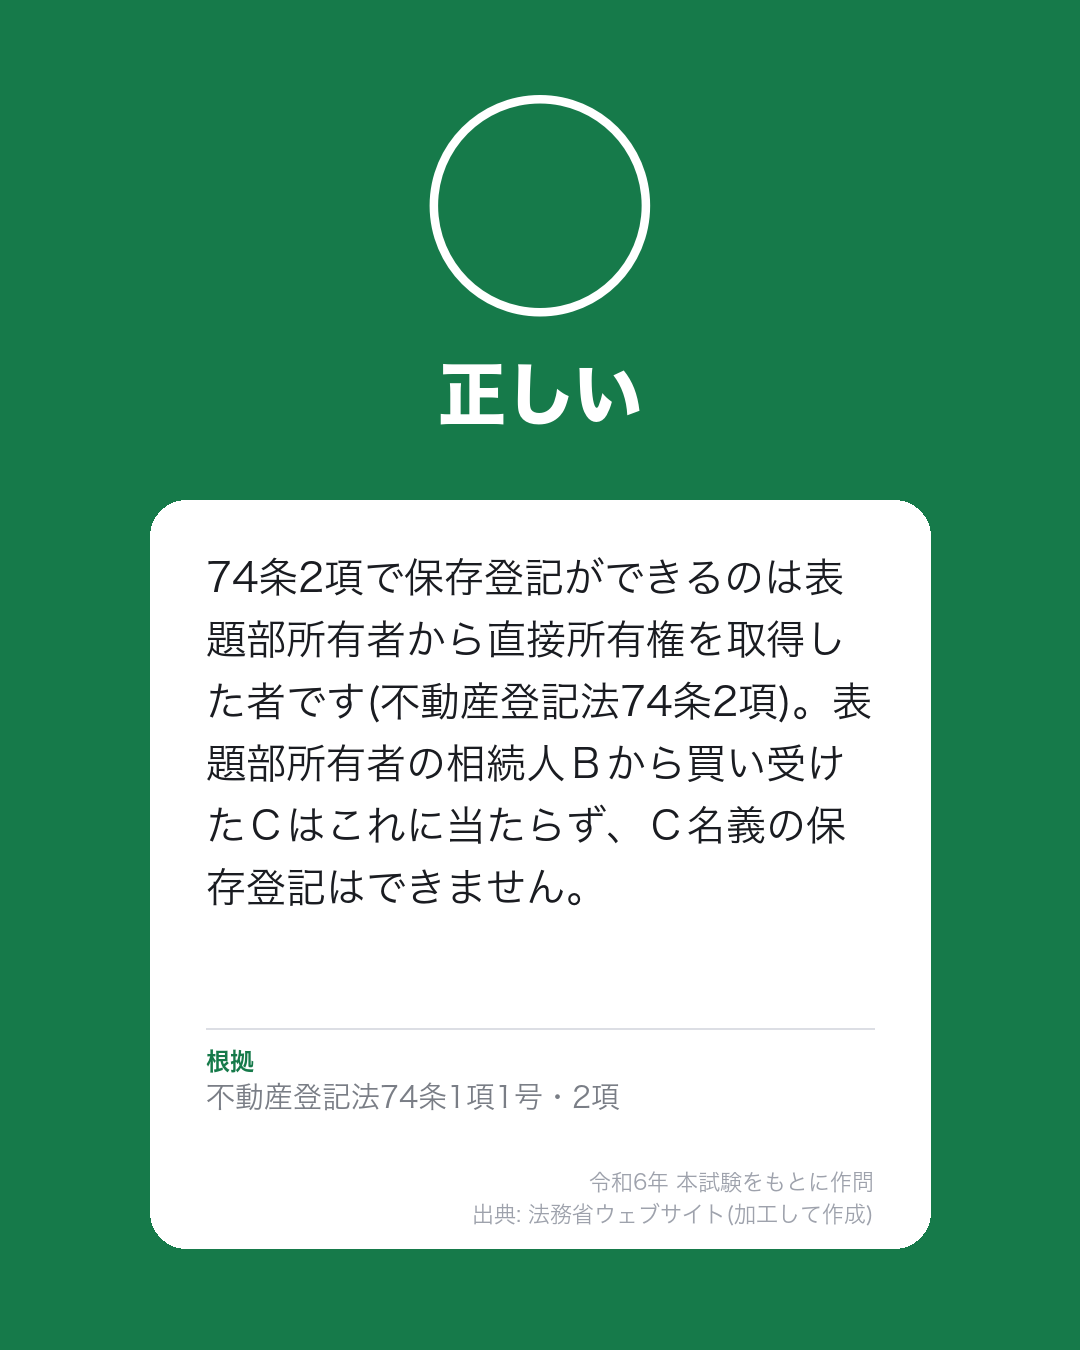 正しい
74条2項で保存登記ができるのは表
題部所有者から直接所有権を取得し
た者です(不動産登記法74条2項)。表
題部所有者の相続人Ｂから買い受け
たＣはこれに当たらず、Ｃ名義の保
存登記はできません。
根拠
不動産登記法74条1項1号・2項
令和6年 本試験をもとに作問
出典: 法務省ウェブサイト(加工して作成)